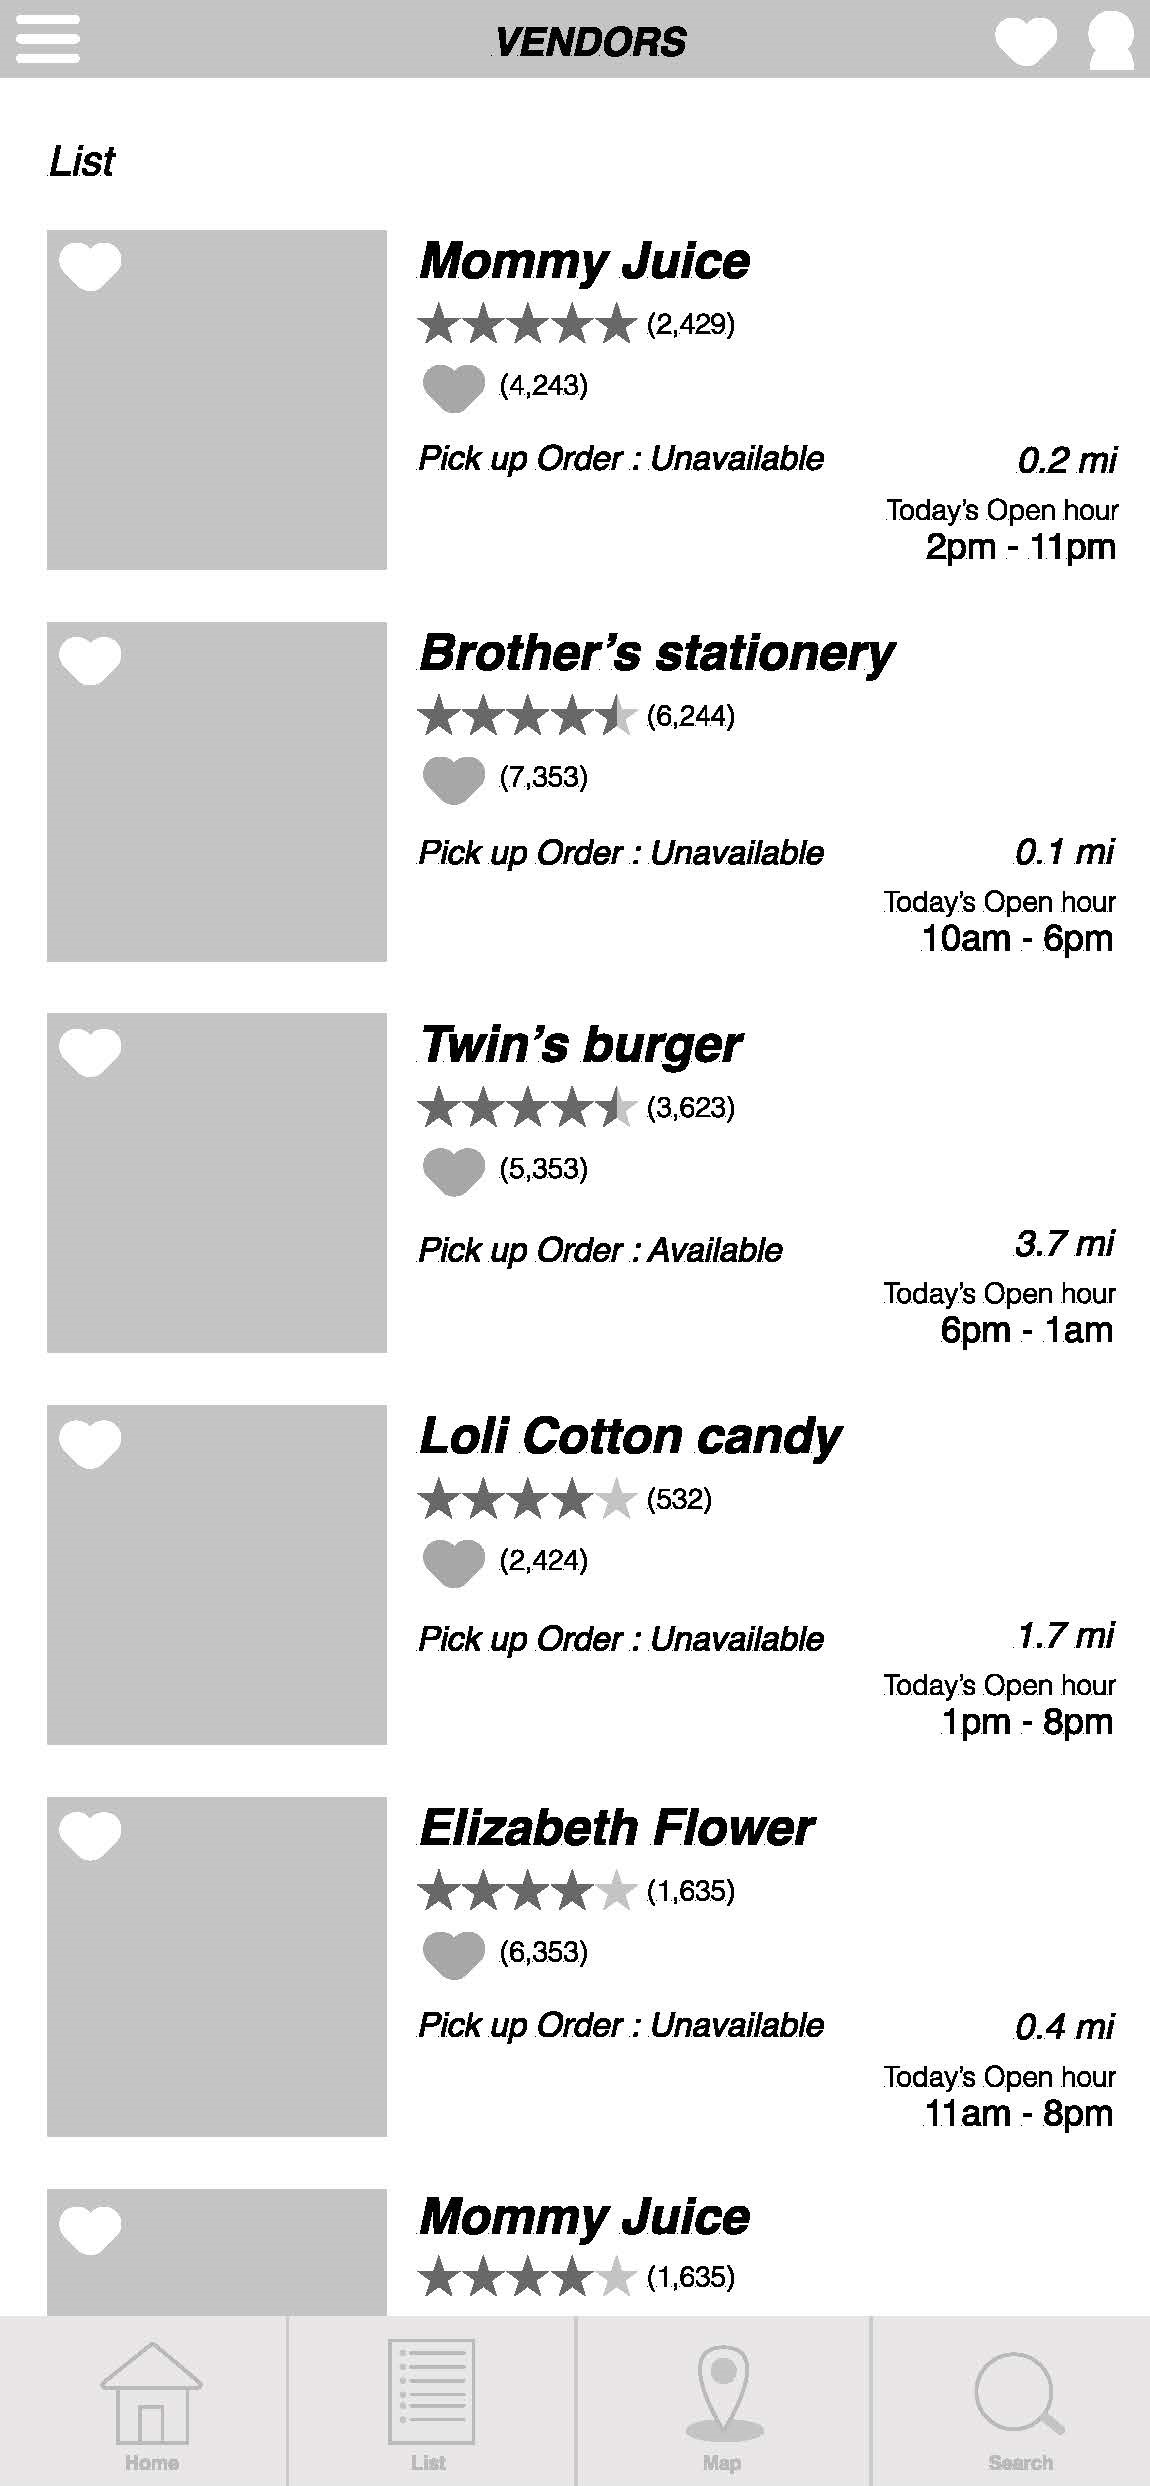 VENDORS
List
Mommy Juice
(2,429)
(4,243)
Pick up Order : Unavailable
0.2 mi
Today's Open hour
2pm - 11pm
Brother's stationery
(6,244)
(7,353)
Pick up Order : Unavailable
0.1 mi
Today's Open hour
10am - 6pm
Twin's burger
(3,623)
(5,353)
Pick up Order : Available
3.7 mi
Today's Open hour
6pm - 1am
Loli Cotton candy
(532)
(2,424)
Pick up Order : Unavailable
1.7 mi
Today's Open hour
1pm - 8pm
Elizabeth Flower
(1,635)
(6,353)
Pick up Order : Unavailable
0.4 mi
Today's Open hour
11am - 8pm
Mommy Juice
(1,635)
Home
List
Map
Search